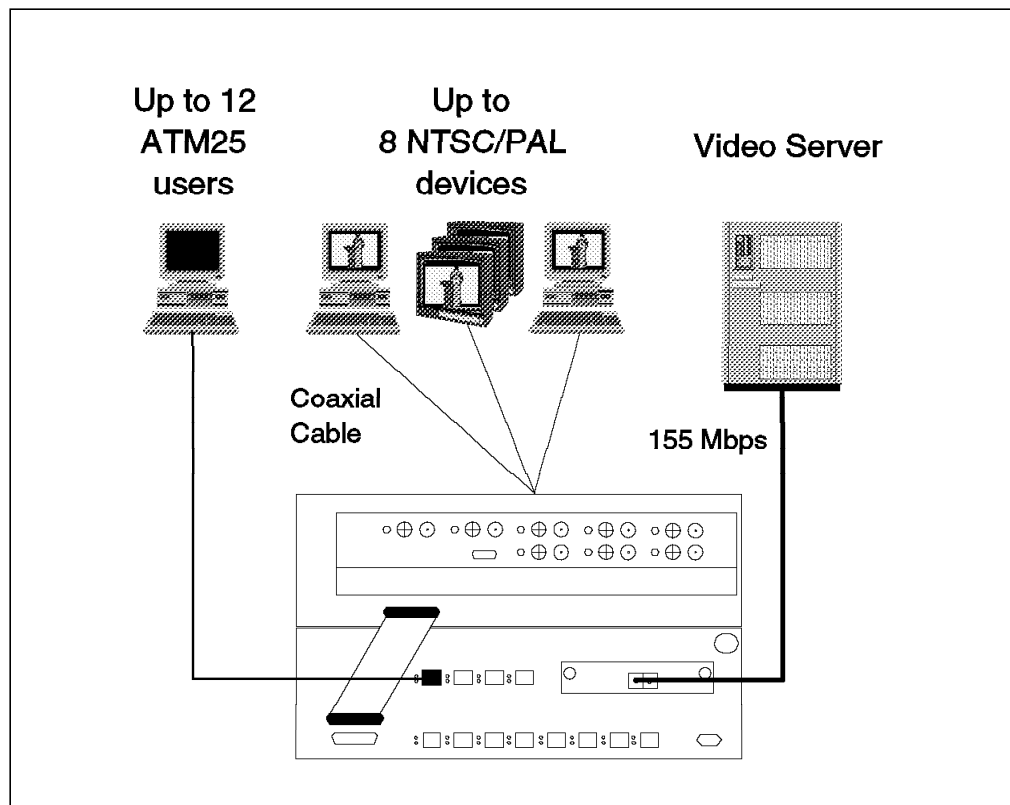 Up to 12
ATM25
users
Up to
8 NTSC/PAL
devices
Video Server
Coaxial
Cable
155 Mbps